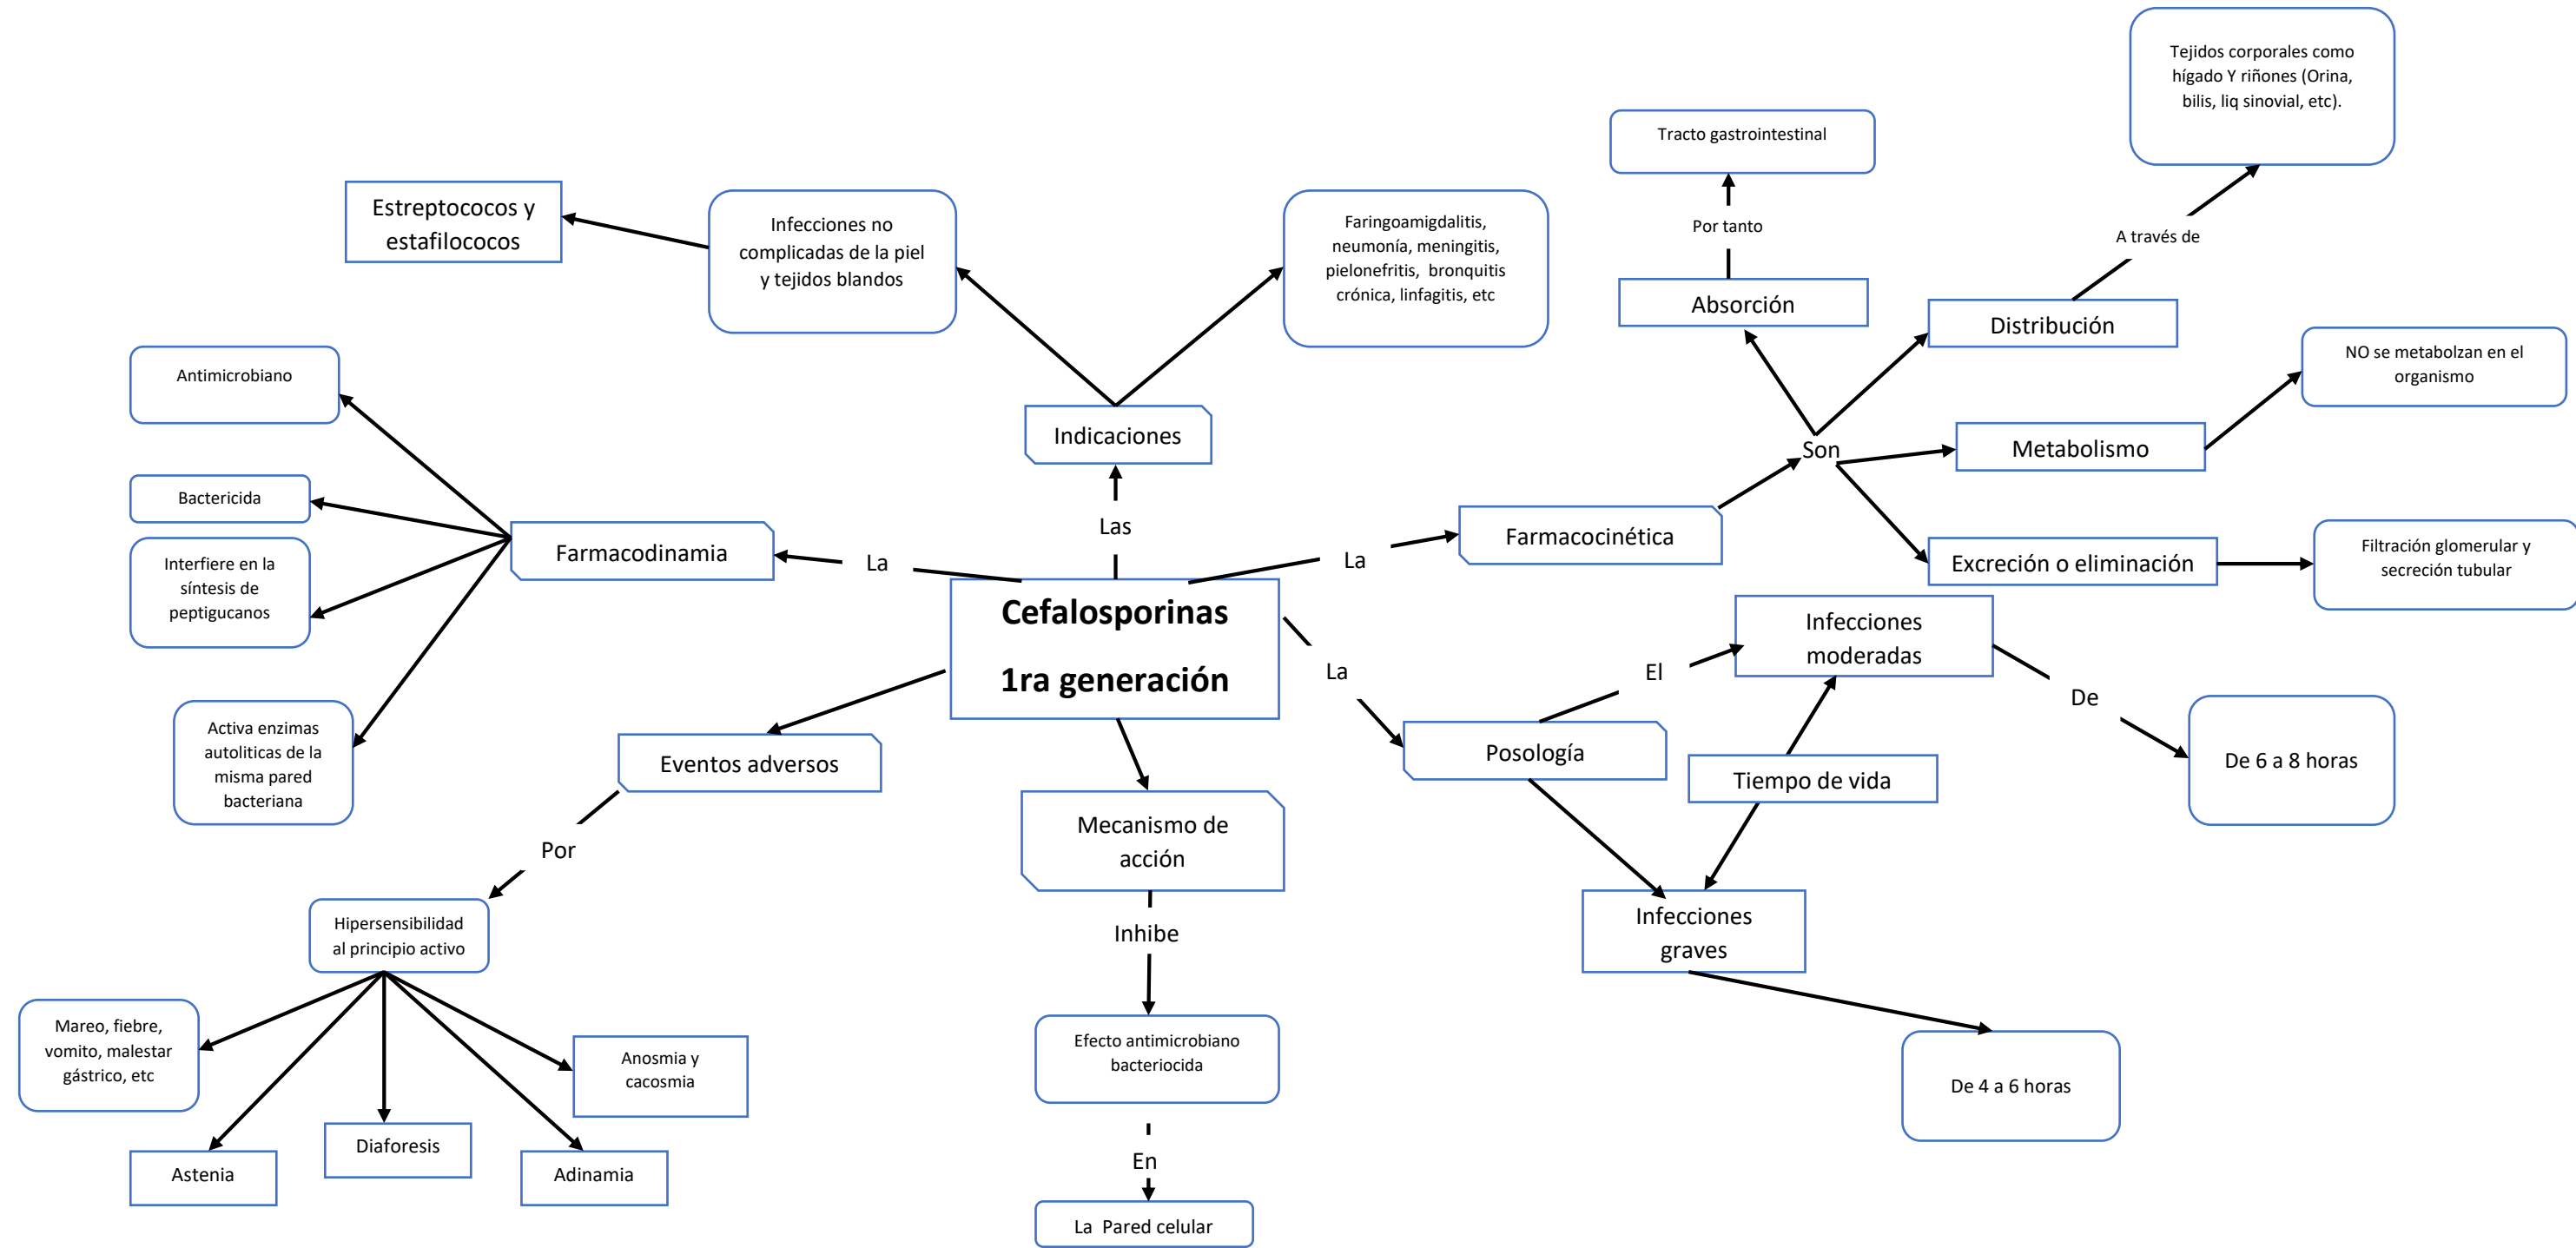 Tejidos corporales como
hígado Y riñones (Orina,
bilis, liq sinovial, etc).
Tracto gastrointestinal
Estreptococos y
estafilococos
Infecciones no
complicadas de la piel
y tejidos blandos
Faringoamigdalitis,
neumonía, meningitis,
pielonefritis, bronquitis
crónica, linfagitis, etc
Por tanto
A través de
Absorción
Distribución
Antimicrobiano
NO se metabolzan en el
organismo
Indicaciones
Son
Metabolismo
Bactericida
Las
Farmacodinamia
La
La
Farmacocinética
Interfiere en la
síntesis de
peptigucanos
Excreción o eliminación
Filtración glomerular y
secreción tubular
Cefalosporinas
1ra generación
Infecciones
moderadas
La
El
De
Activa enzimas
autoliticas de la
misma pared
bacteriana
Eventos adversos
Posología
Tiempo de vida
De 6 a 8 horas
Mecanismo de
acción
Por
Inhibe
Infecciones
graves
Hipersensibilidad
al principio activo
Mareo, fiebre,
vomito, malestar
gástrico, etc
Anosmia y
cacosmia
Efecto antimicrobiano
bacteriocida
De 4 a 6 horas
Astenia
Diaforesis
Adinamia
En
La Pared celular